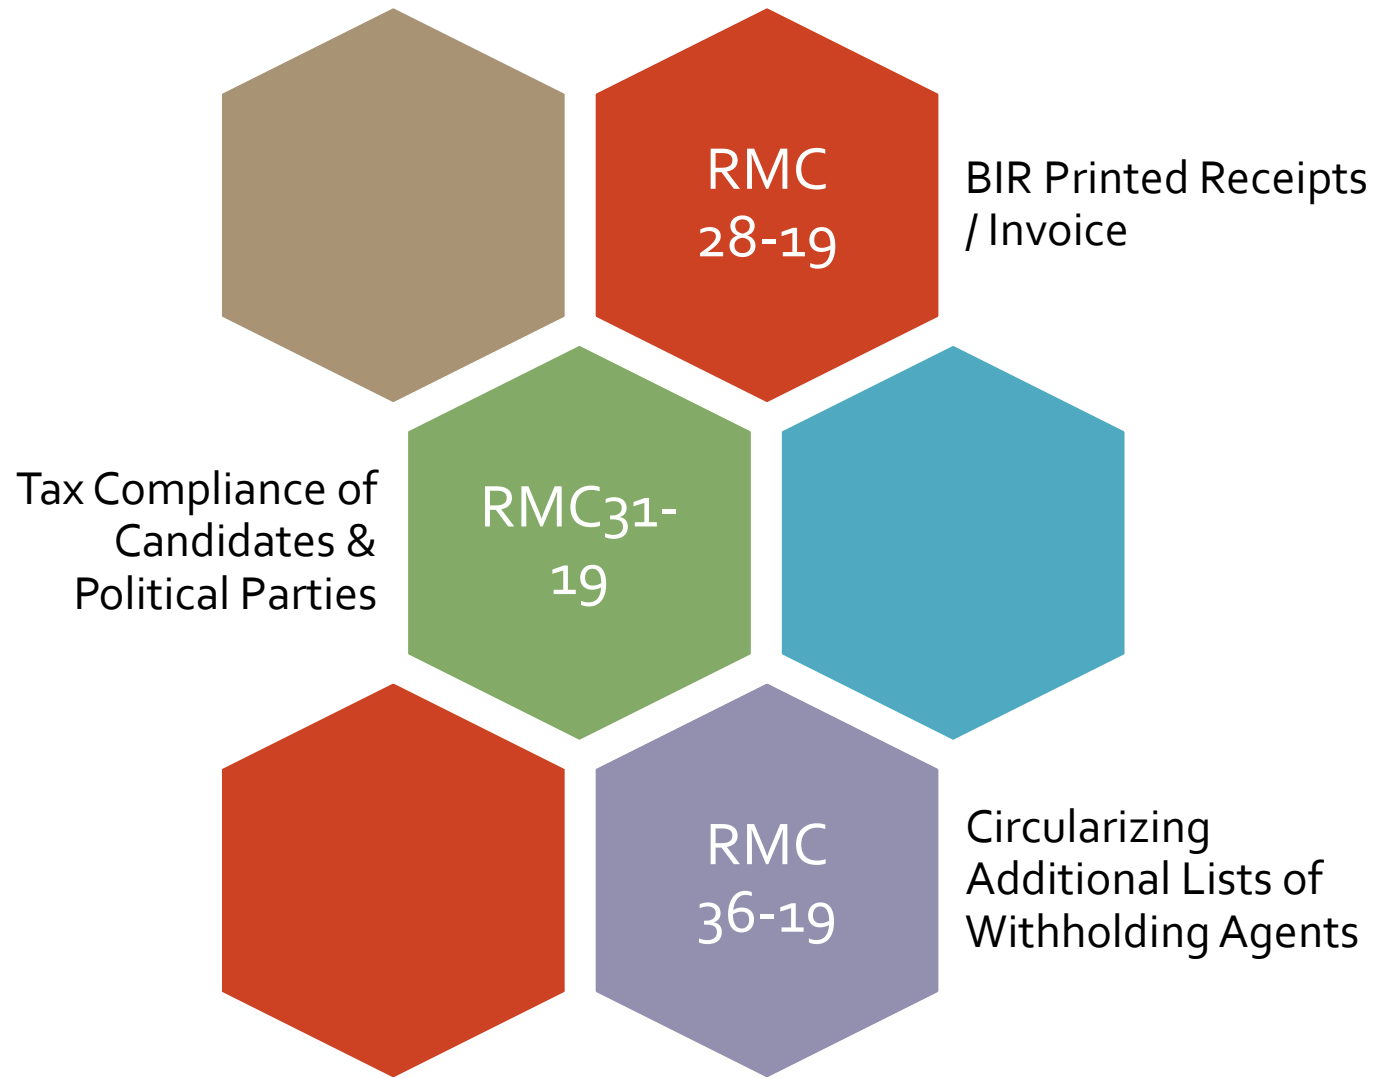 RMC
28-19
BIR Printed Receipts
/ Invoice
Tax Compliance of
Candidates &
Political Parties
RMC31-
19
RMC
36-19
Circularizing
Additional Lists of
Withholding Agents